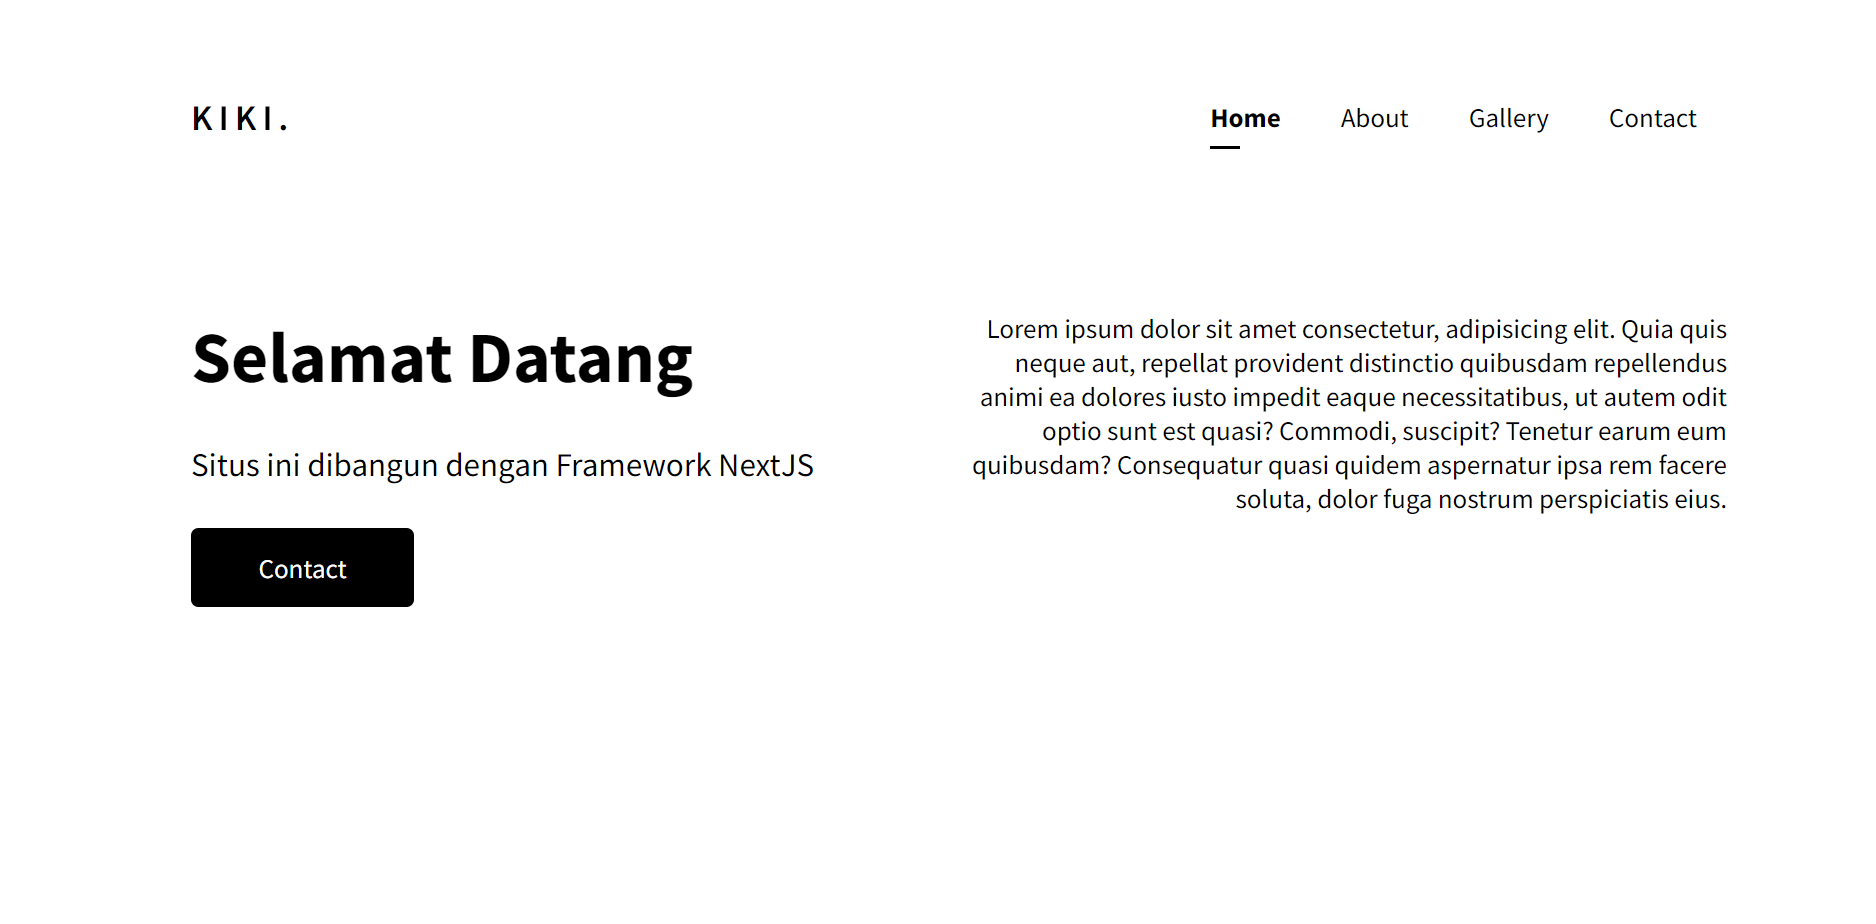 KIKI.
Home About Gallery Contact
Selamat Datang
Situs ini dibangun dengan Framework NextJS
Contact
Lorem ipsum dolor sit amet consectetur, adipisicing elit. Quia quis
neque aut, repellat provident distinctio quibusdam repellendus
animi ea dolores iusto impedit eaque necessitatibus, ut autem odit
optio sunt est quasi? Commodi, suscipit? Tenetur earum eum
quibusdam? Consequatur quasi quidem aspernatur ipsa rem facere
soluta, dolor fuga nostrum perspiciatis eius.